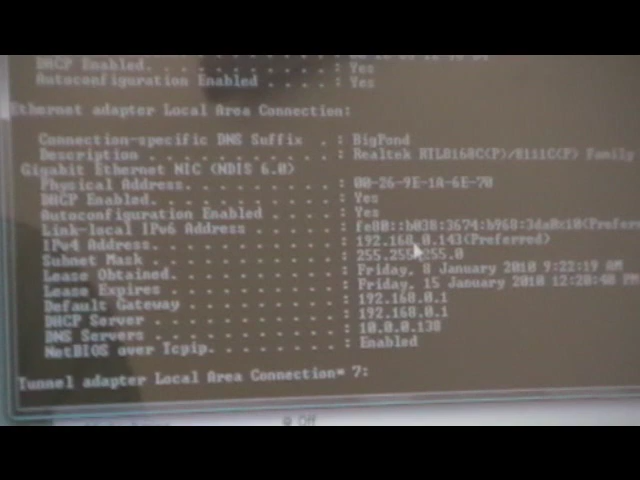 DHCP Enabled. . . . . . . . . . . : Yes
Autoconfiguration Enabled . . . . : Yes
Ethernet adapter Local Area Connection:
Connection-specific DNS Suffix . : BigPond
Description . . . . . . . . . . . : Realtek RTL8168C(P)/8111C(P) Family
Gigabit Ethernet NIC (NDIS 6.0)
Physical Address. . . . . . . . . : 00-26-9E-1A-6E-70
DHCP Enabled. . . . . . . . . . . : Yes
Autoconfiguration Enabled . . . . : Yes
Link-local IPv6 Address . . . . . :
IPv4 Address. . . . . . . . . . . : 192.168.0.143(Preferred)
Subnet Mask . . . . . . . . . . . : 255.255.255.0
Lease Obtained. . . . . . . . . . : Friday, 8 January 2010 9:22:19 AM
Lease Expires . . . . . . . . . . : Friday, 15 January 2010 12:28:40 PM
Default Gateway . . . . . . . . . : 192.168.0.1
DHCP Server . . . . . . . . . . . : 192.168.0.1
DNS Servers . . . . . . . . . . . : 10.0.0.138
NetBIOS over Tcpip. . . . . . . . : Enabled
Tunnel adapter Local Area Connection* 7:
Off